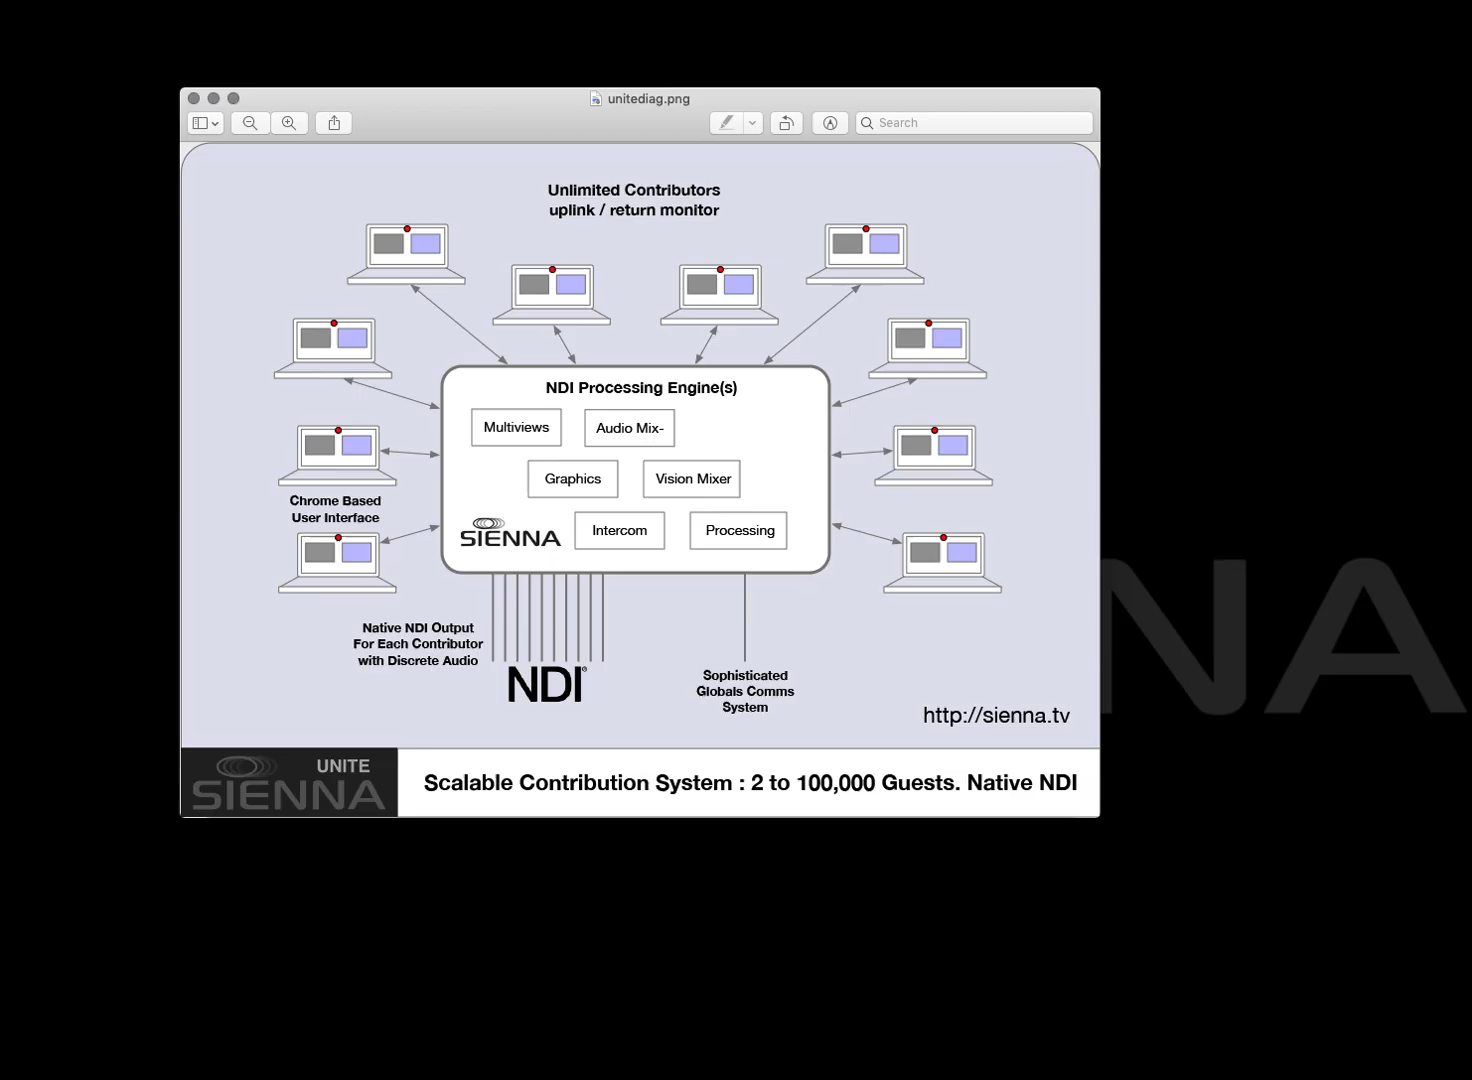 unitediag.png
Search
Unlimited Contributors
uplink / return monitor
NDI Processing Engine(s)
Multiviews
Audio Mix-
Graphics
Vision Mixer
SIENNA
Intercom
Processing
Chrome Based
User Interface
Native NDI Output
For Each Contributor
with Discrete Audio
NDI®
Sophisticated
Globals Comms
System
http://sienna.tv
UNITE
SIENNA
Scalable Contribution System : 2 to 100,000 Guests. Native NDI
NA